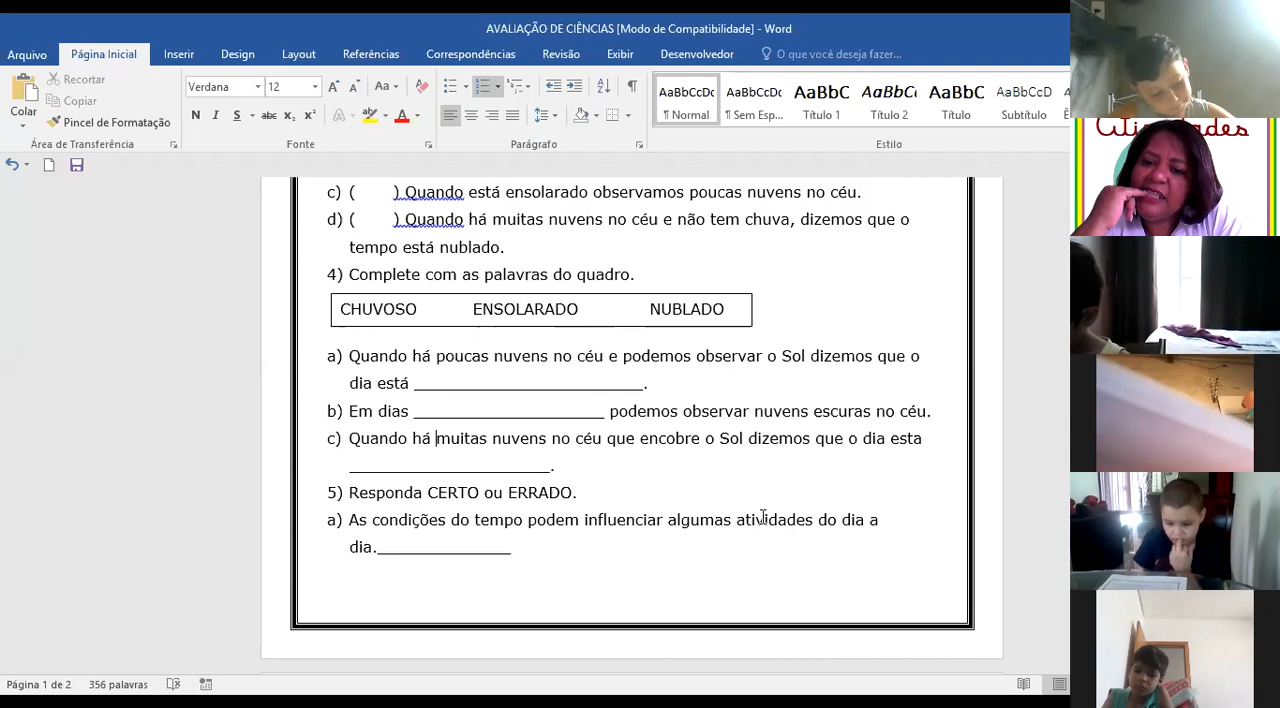 AVALIAÇÃO DE CIÊNCIAS [Modo de Compatibilidade] - Word
Arquivo Página Inicial Inserir Design Layout Referências Correspondências Revisão Exibir Desenvolvedor O que você deseja fazer...
Recortar
Copiar
Colar Pincel de Formatação
Verdana 12
AaBbCcDc AaBbCcDc AaBbC AaBbCc AaBbC AaBbCcD
¶ Normal ¶ Sem Esp... Título 1 Título 2 Título Subtítulo
Área de Transferência Fonte Parágrafo Estilo
Atividades
c) ( ) Quando está ensolarado observamos poucas nuvens no céu.
d) ( ) Quando há muitas nuvens no céu e não tem chuva, dizemos que o
tempo está nublado.
4) Complete com as palavras do quadro.
CHUVOSO ENSOLARADO NUBLADO
a) Quando há poucas nuvens no céu e podemos observar o Sol dizemos que o
dia está ___________________________.
b) Em dias ______________________ podemos observar nuvens escuras no céu.
c) Quando há muitas nuvens no céu que encobre o Sol dizemos que o dia esta
_______________________.
5) Responda CERTO ou ERRADO.
a) As condições do tempo podem influenciar algumas atividades do dia a
dia._______________
Página 1 de 2 356 palavras